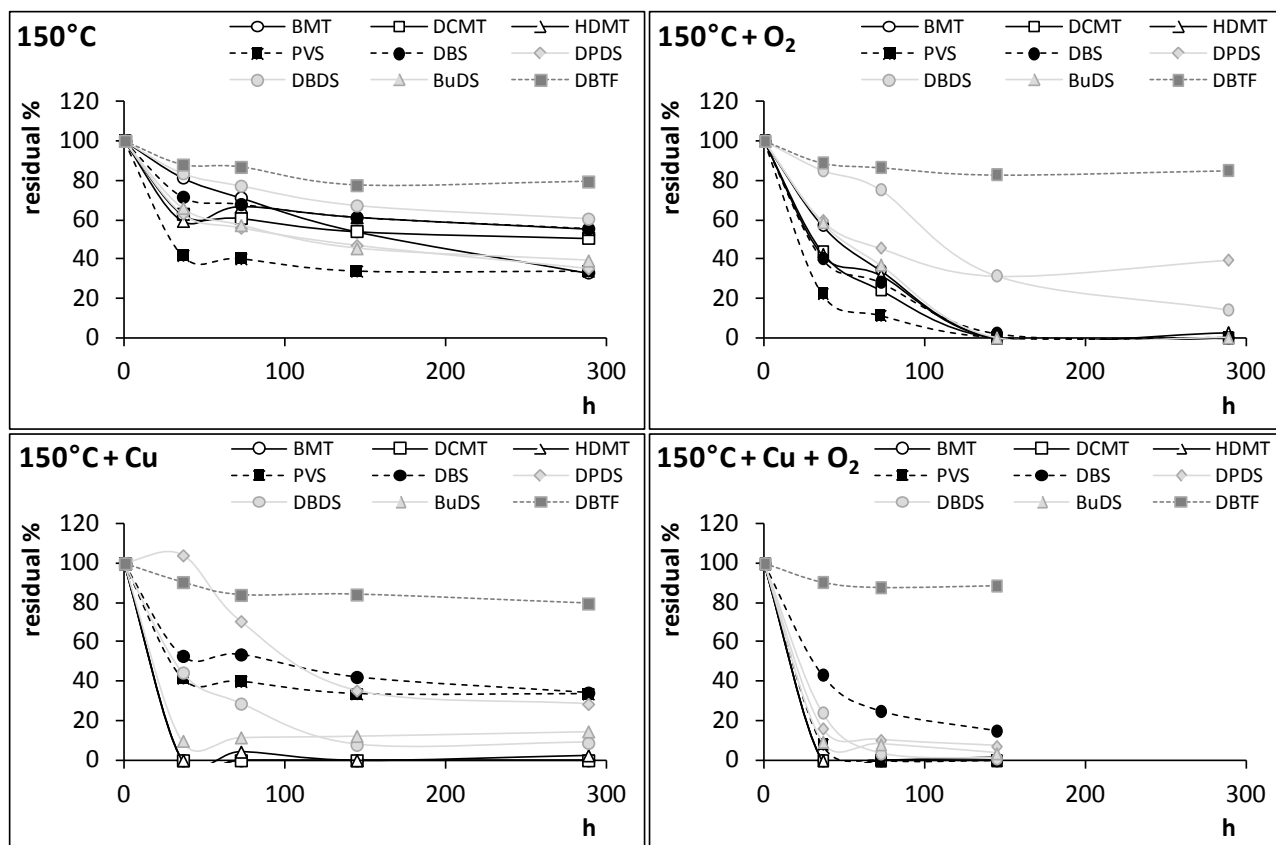 150°C
BMT DCMT HDMT
PVS DBS DPDS
DBDS BuDS DBTF
residual %
120
100
80
60
40
20
0
0 100 200 300
h
150°C + O₂
BMT DCMT HDMT
PVS DBS DPDS
DBDS BuDS DBTF
residual %
120
100
80
60
40
20
0
0 100 200 300
h
150°C + Cu
BMT DCMT HDMT
PVS DBS DPDS
DBDS BuDS DBTF
residual %
120
100
80
60
40
20
0
0 100 200 300
h
150°C + Cu + O₂
BMT DCMT HDMT
PVS DBS DPDS
DBDS BuDS DBTF
residual %
120
100
80
60
40
20
0
0 100 200 300
h